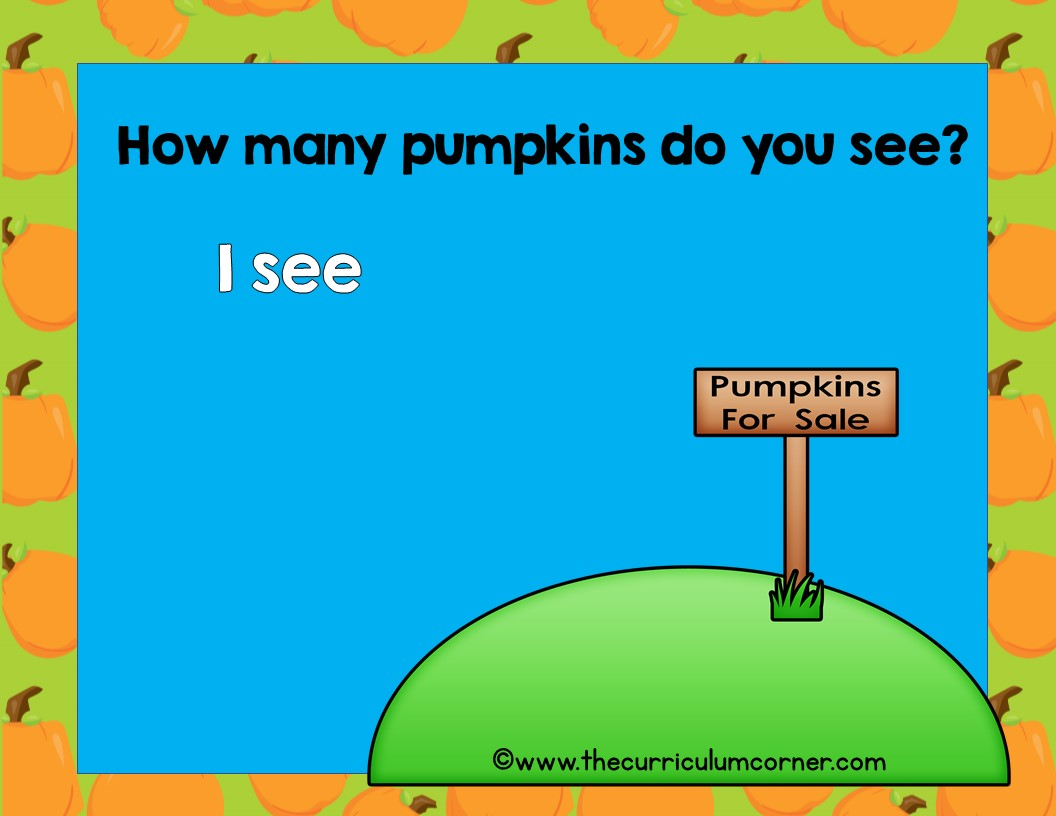 How many pumpkins do you see?
I see
Pumpkins
For Sale
©www.thecurriculumcorner.com